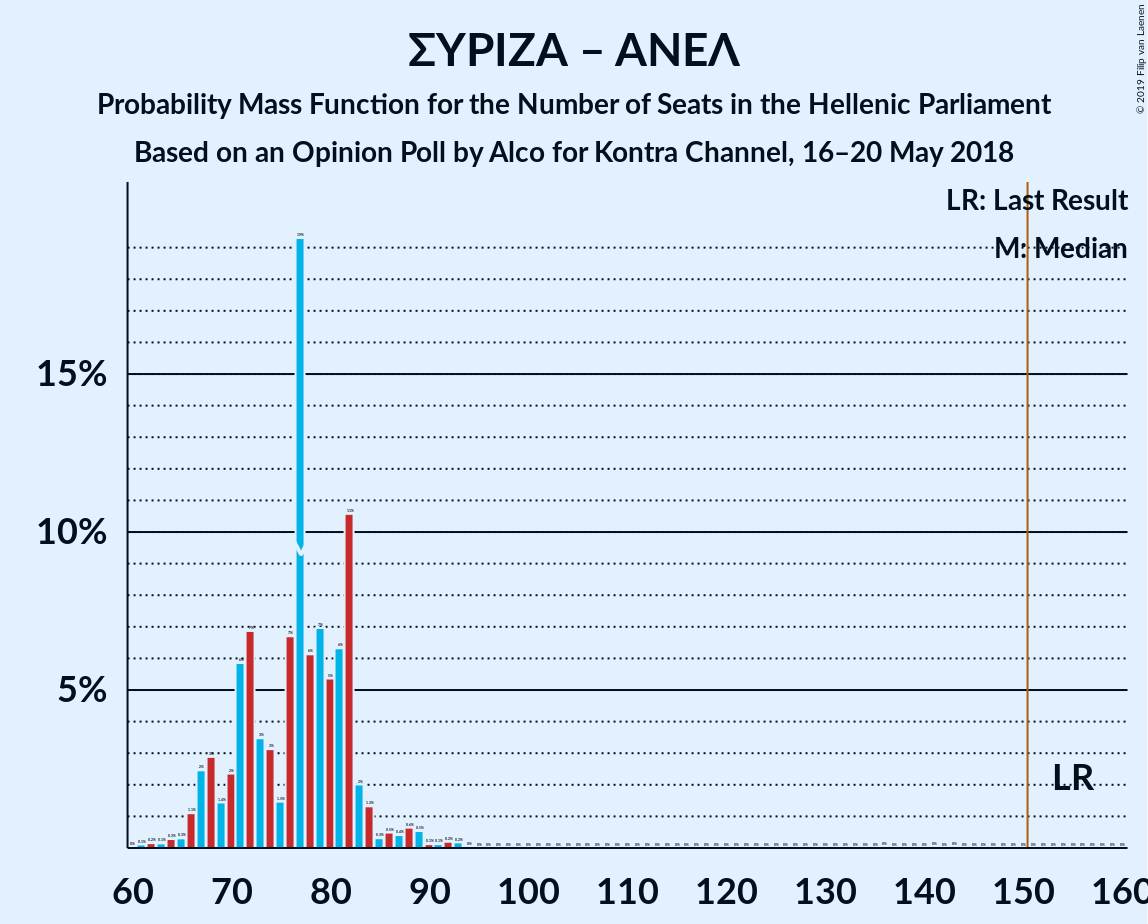 ΣΥΡΙΖΑ – ΑΝΕΛ
Probability Mass Function for the Number of Seats in the Hellenic Parliament
Based on an Opinion Poll by Alco for Kontra Channel, 16–20 May 2018
© 2019 Filip van Laenen
LR: Last Result
M: Median
15%
10%
5%
LR
60 70 80 90 100 110 120 130 140 150 160